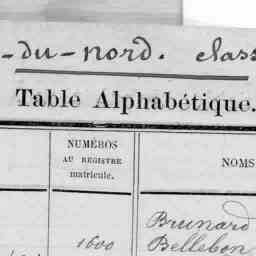 -du-nord. class
Table Alphabétique.
NUMÉROS
AU REGISTRE
matricule.
NOMS
Brunard
1600 Bellebon